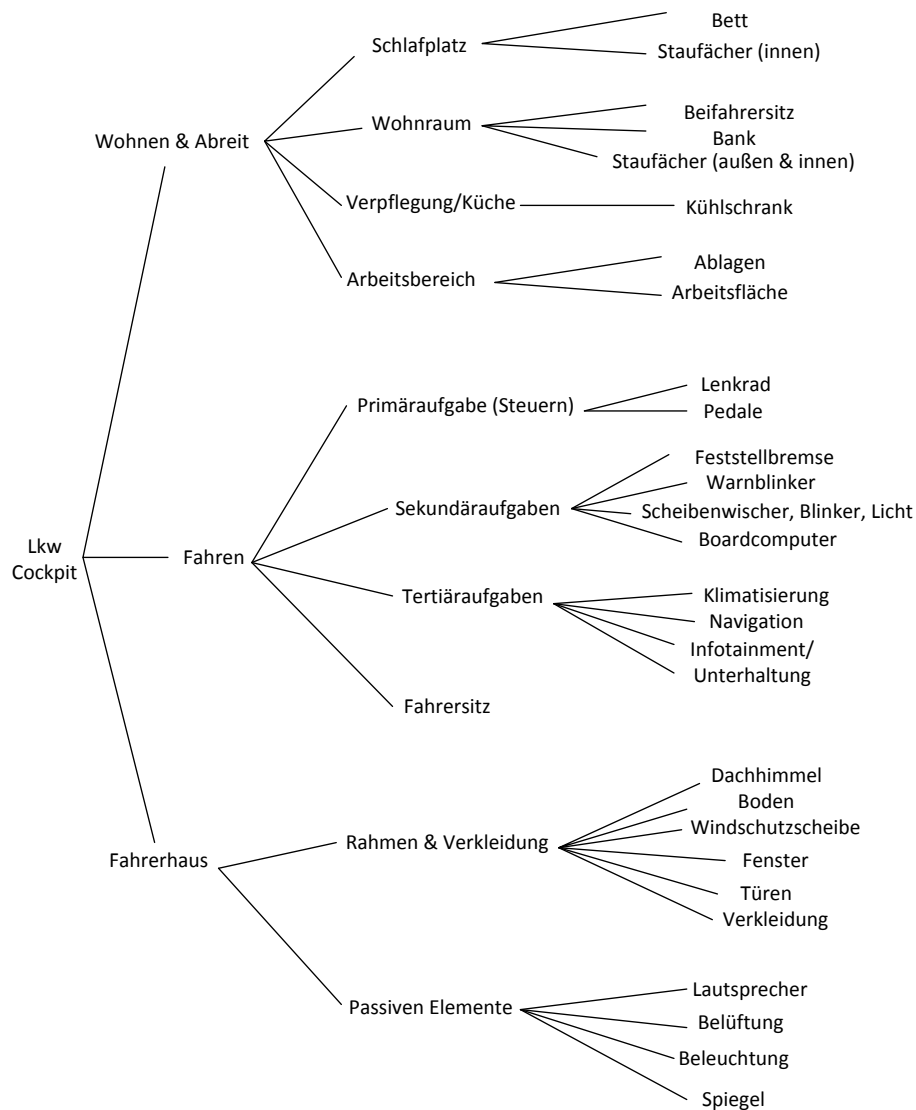 Lkw
Cockpit
Wohnen & Abreit
Schlafplatz
Bett
Staufächer (innen)
Wohnraum
Beifahrersitz
Bank
Staufächer (außen & innen)
Verpflegung/Küche
Kühlschrank
Arbeitsbereich
Ablagen
Arbeitsfläche
Fahren
Primäraufgabe (Steuern)
Lenkrad
Pedale
Sekundäraufgaben
Feststellbremse
Warnblinker
Scheibenwischer, Blinker, Licht
Boardcomputer
Tertiäraufgaben
Klimatisierung
Navigation
Infotainment/
Unterhaltung
Fahrersitz
Fahrerhaus
Rahmen & Verkleidung
Dachhimmel
Boden
Windschutzscheibe
Fenster
Türen
Verkleidung
Passiven Elemente
Lautsprecher
Belüftung
Beleuchtung
Spiegel